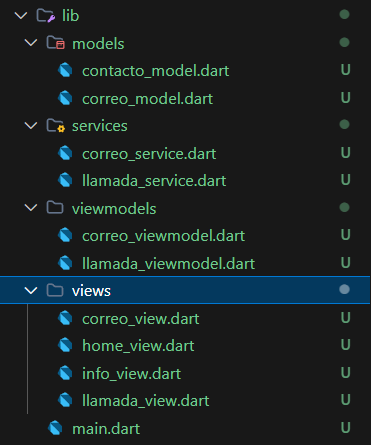 lib
models
contacto_model.dart U
correo_model.dart U
services
correo_service.dart U
llamada_service.dart U
viewmodels
correo_viewmodel.dart U
llamada_viewmodel.dart U
views
correo_view.dart U
home_view.dart U
info_view.dart U
llamada_view.dart U
main.dart U